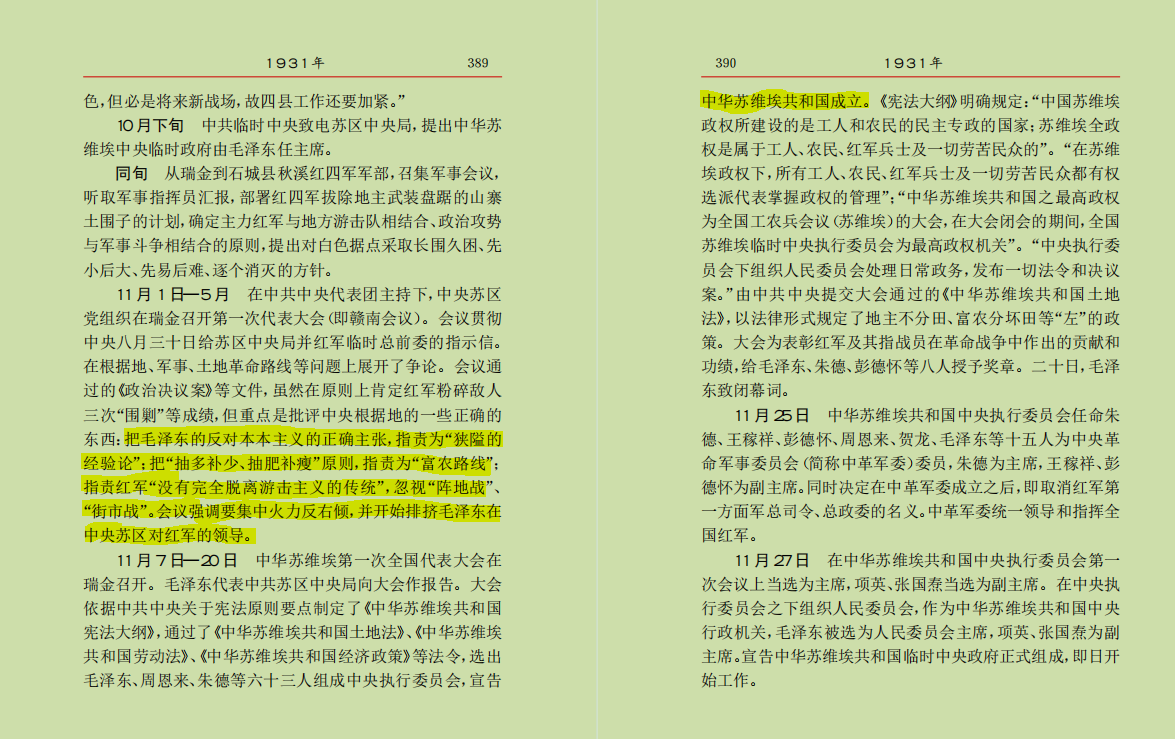 1931年 389
色，但必是将来新战场，故四县工作还要加紧。”
10月下旬 中共临时中央致电苏区中央局，提出中华苏
维埃中央临时政府由毛泽东任主席。
同旬 从瑞金到石城县秋溪红四军军部，召集军事会议，
听取军事指挥员汇报，部署红四军拔除地主武装盘踞的山寨
土围子的计划，确定主力红军与地方游击队相结合、政治攻势
与军事斗争相结合的原则，提出对白色据点采取长围久困、先
小后大、先易后难、逐个消灭的方针。
11月1日—5月 在中共中央代表团主持下，中央苏区
党组织在瑞金召开第一次代表大会（即赣南会议）。会议贯彻
中央八月三十日给苏区中央局并红军临时总前委的指示信。
在根据地、军事、土地革命路线等问题上展开了争论。会议通
过的《政治决议案》等文件，虽然在原则上肯定红军粉碎敌人
三次“围剿”等成绩，但重点是批评中央根据地的一些正确的
东西：把毛泽东的反对本本主义的正确主张，指责为“狭隘的
经验论”；把“抽多补少、抽肥补瘦”原则，指责为“富农路线”；
指责红军“没有完全脱离游击主义的传统”，忽视“阵地战”、
“街市战”。会议强调要集中火力反右倾，并开始排挤毛泽东在
中央苏区对红军的领导。
11月7日—20日 中华苏维埃第一次全国代表大会在
瑞金召开。毛泽东代表中共苏区中央局向大会作报告。大会
依据中共中央关于宪法原则要点制定了《中华苏维埃共和国
宪法大纲》，通过了《中华苏维埃共和国土地法》、《中华苏维埃
共和国劳动法》、《中华苏维埃共和国经济政策》等法令，选出
毛泽东、周恩来、朱德等六十三人组成中央执行委员会，宣告
390 1931年
中华苏维埃共和国成立。《宪法大纲》明确规定：“中国苏维埃
政权所建设的是工人和农民的民主专政的国家；苏维埃全政
权是属于工人、农民、红军兵士及一切劳苦民众的”。“在苏维
埃政权下，所有工人、农民、红军兵士及一切劳苦民众都有权
选派代表掌握政权的管理”；“中华苏维埃共和国之最高政权
为全国工农兵会议（苏维埃）的大会，在大会闭会的期间，全国
苏维埃临时中央执行委员会为最高政权机关”。“中央执行委
员会下组织人民委员会处理日常政务，发布一切法令和决议
案。”由中共中央提交大会通过的《中华苏维埃共和国土地
法》，以法律形式规定了地主不分田、富农分坏田等“左”的政
策。大会为表彰红军及其指战员在革命战争中作出的贡献和
功绩，给毛泽东、朱德、彭德怀等八人授予奖章。二十日，毛泽
东致闭幕词。
11月25日 中华苏维埃共和国中央执行委员会任命朱
德、王稼祥、彭德怀、周恩来、贺龙、毛泽东等十五人为中央革
命军事委员会（简称中革军委）委员，朱德为主席，王稼祥、彭
德怀为副主席。同时决定在中革军委成立之后，即取消红军第
一方面军总司令、总政委的名义。中革军委统一领导和指挥全
国红军。
11月27日 在中华苏维埃共和国中央执行委员会第一
次会议上当选为主席，项英、张国焘当选为副主席。在中央执
行委员会之下组织人民委员会，作为中华苏维埃共和国中央
行政机关，毛泽东被选为人民委员会主席，项英、张国焘为副
主席。宣告中华苏维埃共和国临时中央政府正式组成，即日开
始工作。